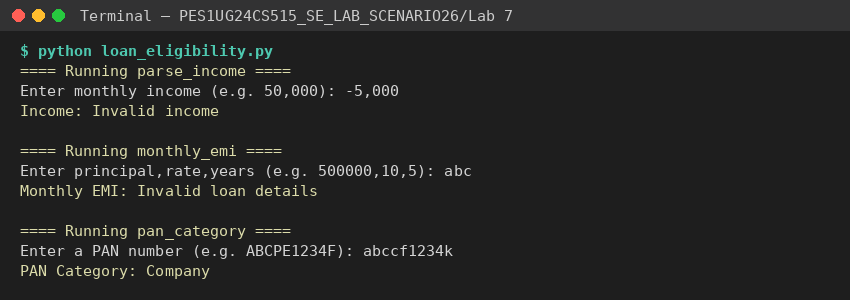 Terminal — PES1UG24CS515_SE_LAB_SCENARIO26/Lab 7
$ python loan_eligibility.py
==== Running parse_income ====
Enter monthly income (e.g. 50,000): -5,000
Income: Invalid income
==== Running monthly_emi ====
Enter principal,rate,years (e.g. 500000,10,5): abc
Monthly EMI: Invalid loan details
==== Running pan_category ====
Enter a PAN number (e.g. ABCPE1234F): abccf1234k
PAN Category: Company